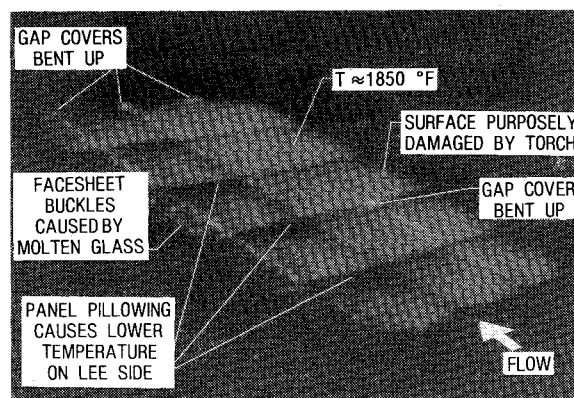 GAP COVERS
BENT UP
T ≈1850 °F
SURFACE PURPOSELY
DAMAGED BY TORCH
GAP COVER
BENT UP
FACESHEET
BUCKLES
CAUSED BY
MOLTEN GLASS
PANEL PILLOWING
CAUSES LOWER
TEMPERATURE
ON LEE SIDE
FLOW